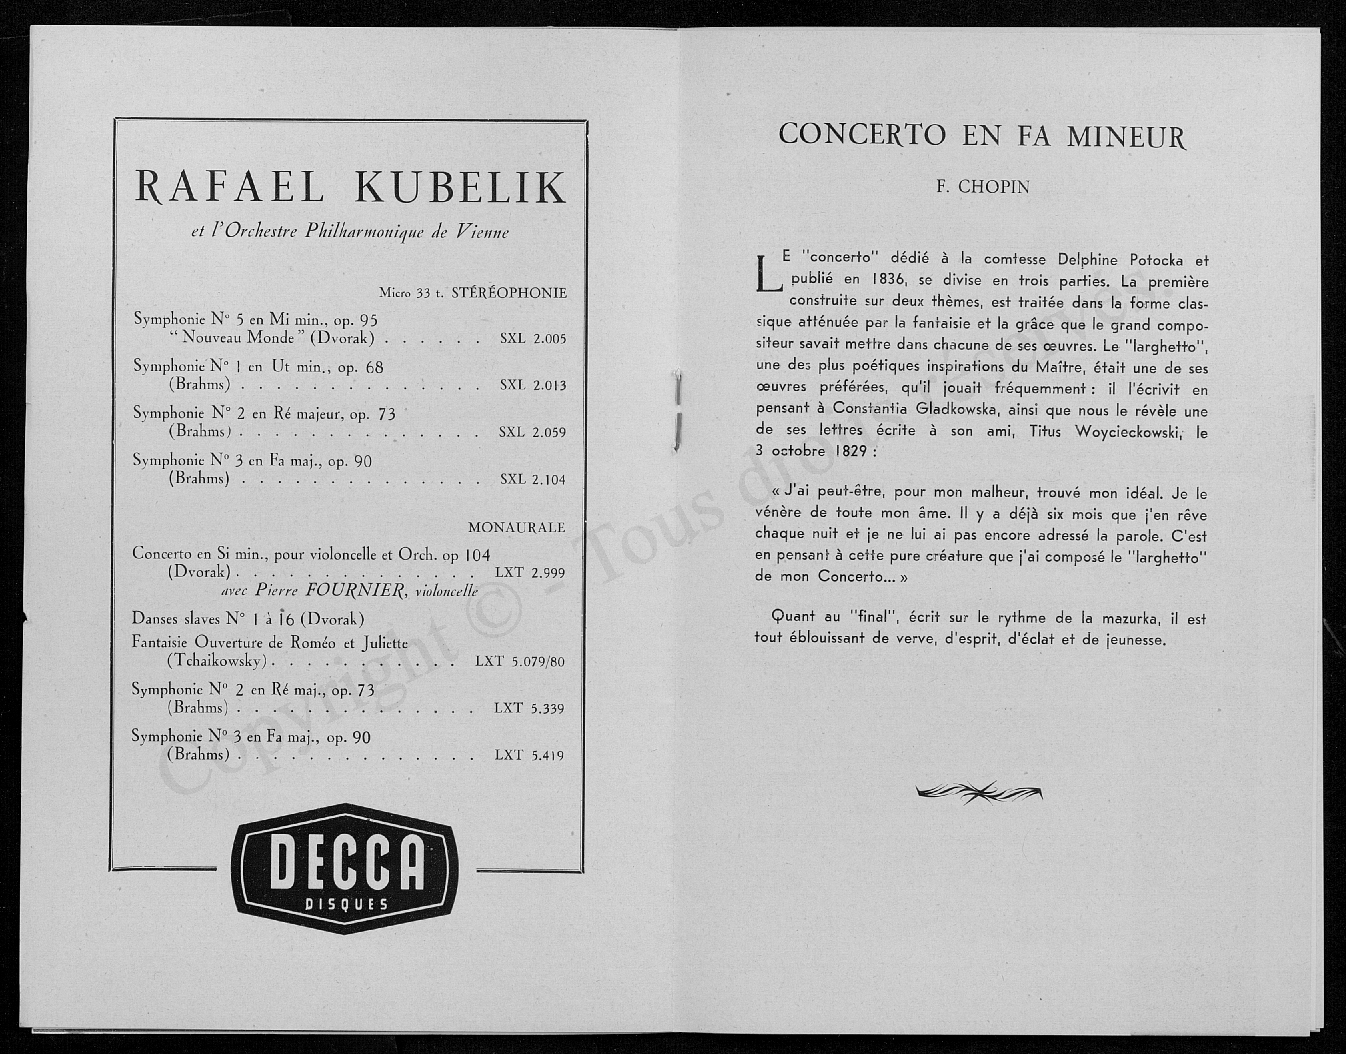 RAFAEL KUBELIK
et l'Orchestre Philharmonique de Vienne
Micro 33 t. STÉRÉOPHONIE
Symphonie N° 5 en Mi min., op. 95
“ Nouveau Monde ” (Dvorak) . . . . . . SXL 2.005
Symphonie N° 1 en Ut min., op. 68
(Brahms) . . . . . . . . . . . . . . SXL 2.013
Symphonie N° 2 en Ré majeur, op. 73
(Brahms) . . . . . . . . . . . . . . SXL 2.059
Symphonie N° 3 en Fa maj., op. 90
(Brahms) . . . . . . . . . . . . . . SXL 2.104
MONAURALE
Concerto en Si min., pour violoncelle et Orch. op 104
(Dvorak) . . . . . . . . . . . . . . LXT 2.999
avec Pierre FOURNIER, violoncelle
Danses slaves N° 1 à 16 (Dvorak)
Fantaisie Ouverture de Roméo et Juliette
(Tchaikowsky) . . . . . . . . . . . LXT 5.079/80
Symphonie N° 2 en Ré maj., op. 73
(Brahms) . . . . . . . . . . . . . . LXT 5.339
Symphonie N° 3 en Fa maj., op. 90
(Brahms) . . . . . . . . . . . . . . LXT 5.419
DECCA
DISQUES
CONCERTO EN FA MINEUR
F. CHOPIN
LE "concerto" dédié à la comtesse Delphine Potocka et
publié en 1836, se divise en trois parties. La première
construite sur deux thèmes, est traitée dans la forme clas-
sique atténuée par la fantaisie et la grâce que le grand compo-
siteur savait mettre dans chacune de ses œuvres. Le "larghetto",
une des plus poétiques inspirations du Maître, était une de ses
œuvres préférées, qu'il jouait fréquemment : il l'écrivit en
pensant à Constantia Gladkowska, ainsi que nous le révèle une
de ses lettres écrite à son ami, Titus Woycieckowski, le
3 octobre 1829 :
« J'ai peut-être, pour mon malheur, trouvé mon idéal. Je le
vénère de toute mon âme. Il y a déjà six mois que j'en rêve
chaque nuit et je ne lui ai pas encore adressé la parole. C'est
en pensant à cette pure créature que j'ai composé le "larghetto"
de mon Concerto... »
Quant au "final", écrit sur le rythme de la mazurka, il est
tout éblouissant de verve, d'esprit, d'éclat et de jeunesse.
Copyright © - Tous droits réservés.